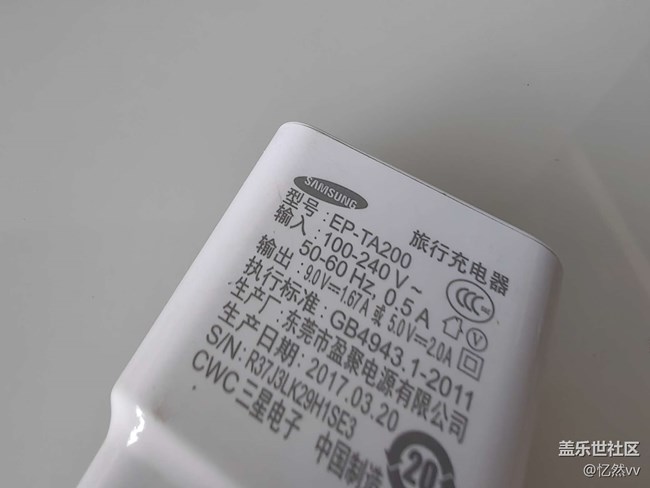 SAMSUNG
旅行充电器
型号：EP-TA200
输入：100-240 V~
50-60 Hz, 0.5 A
输出：9.0V⎓1.67A 或 5.0V⎓2.0A
执行标准：GB4943.1-2011
生产厂：东莞市盈聚电源有限公司
生产日期：2017.03.20
S/N: R37J3LK29H1SE3
CWC 三星电子 中国制造
CCC
V
20
盖乐世社区
@忆然vv